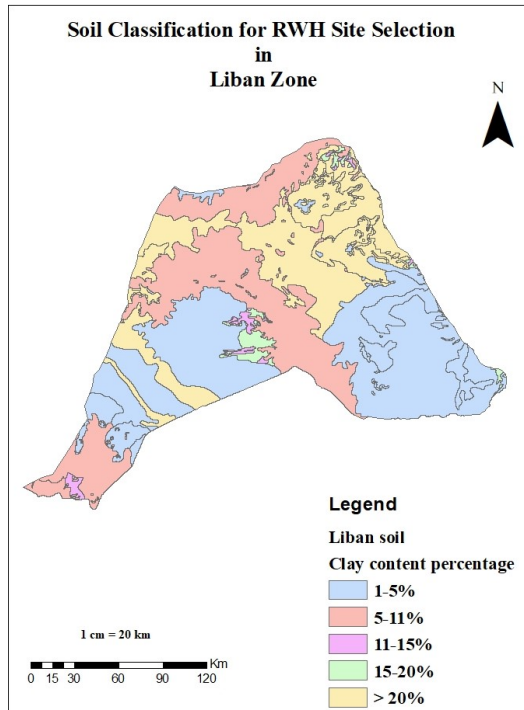 Soil Classification for RWH Site Selection
in
Liban Zone
N
Legend
Liban soil
Clay content percentage
1-5%
5-11%
11-15%
15-20%
> 20%
1 cm = 20 km
Km
0 15 30 60 90 120